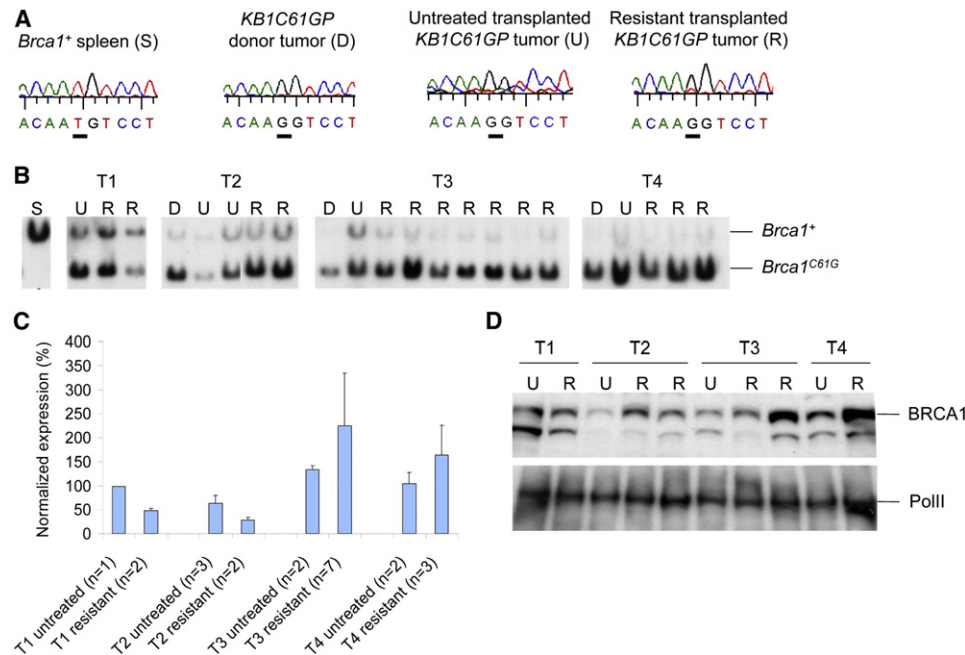 A
Brca1+ spleen (S)
KB1C61GP
donor tumor (D)
Untreated transplanted
KB1C61GP tumor (U)
Resistant transplanted
KB1C61GP tumor (R)
ACAATGTCCT
ACAAGGTCCT
ACAAGGTCCT
ACAAGGTCCT
B
T1 T2 T3 T4
S U R R D U U R R D U R R R R R R R D U R R R
Brca1+
Brca1C61G
C
Normalized expression (%)
400
350
300
250
200
150
100
50
0
T1 untreated (n=1)
T1 resistant (n=2)
T2 untreated (n=3)
T2 resistant (n=2)
T3 untreated (n=2)
T3 resistant (n=7)
T4 untreated (n=2)
T4 resistant (n=3)
D
T1 T2 T3 T4
U R U R R U R R U R
BRCA1
PolII